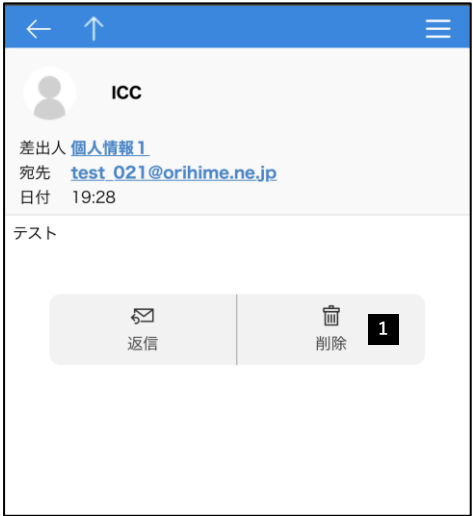 ICC
差出人 個人情報1
宛先 test_021@orihime.ne.jp
日付 19:28
テスト
返信 削除 1